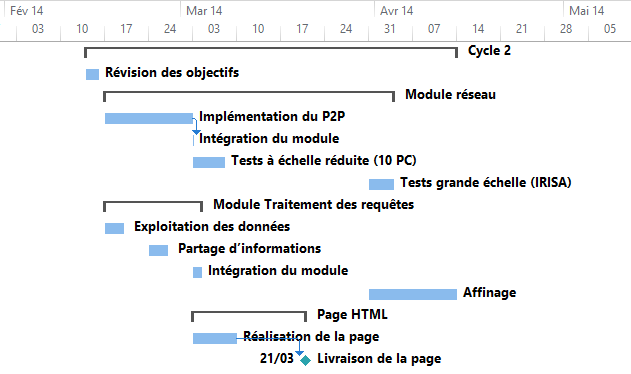 Fév 14 Mar 14 Avr 14 Mai 14
03 10 17 24 03 10 17 24 31 07 14 21 28 05
Cycle 2
Révision des objectifs
Module réseau
Implémentation du P2P
Intégration du module
Tests à échelle réduite (10 PC)
Tests grande échelle (IRISA)
Module Traitement des requêtes
Exploitation des données
Partage d’informations
Intégration du module
Affinage
Page HTML
Réalisation de la page
21/03 Livraison de la page